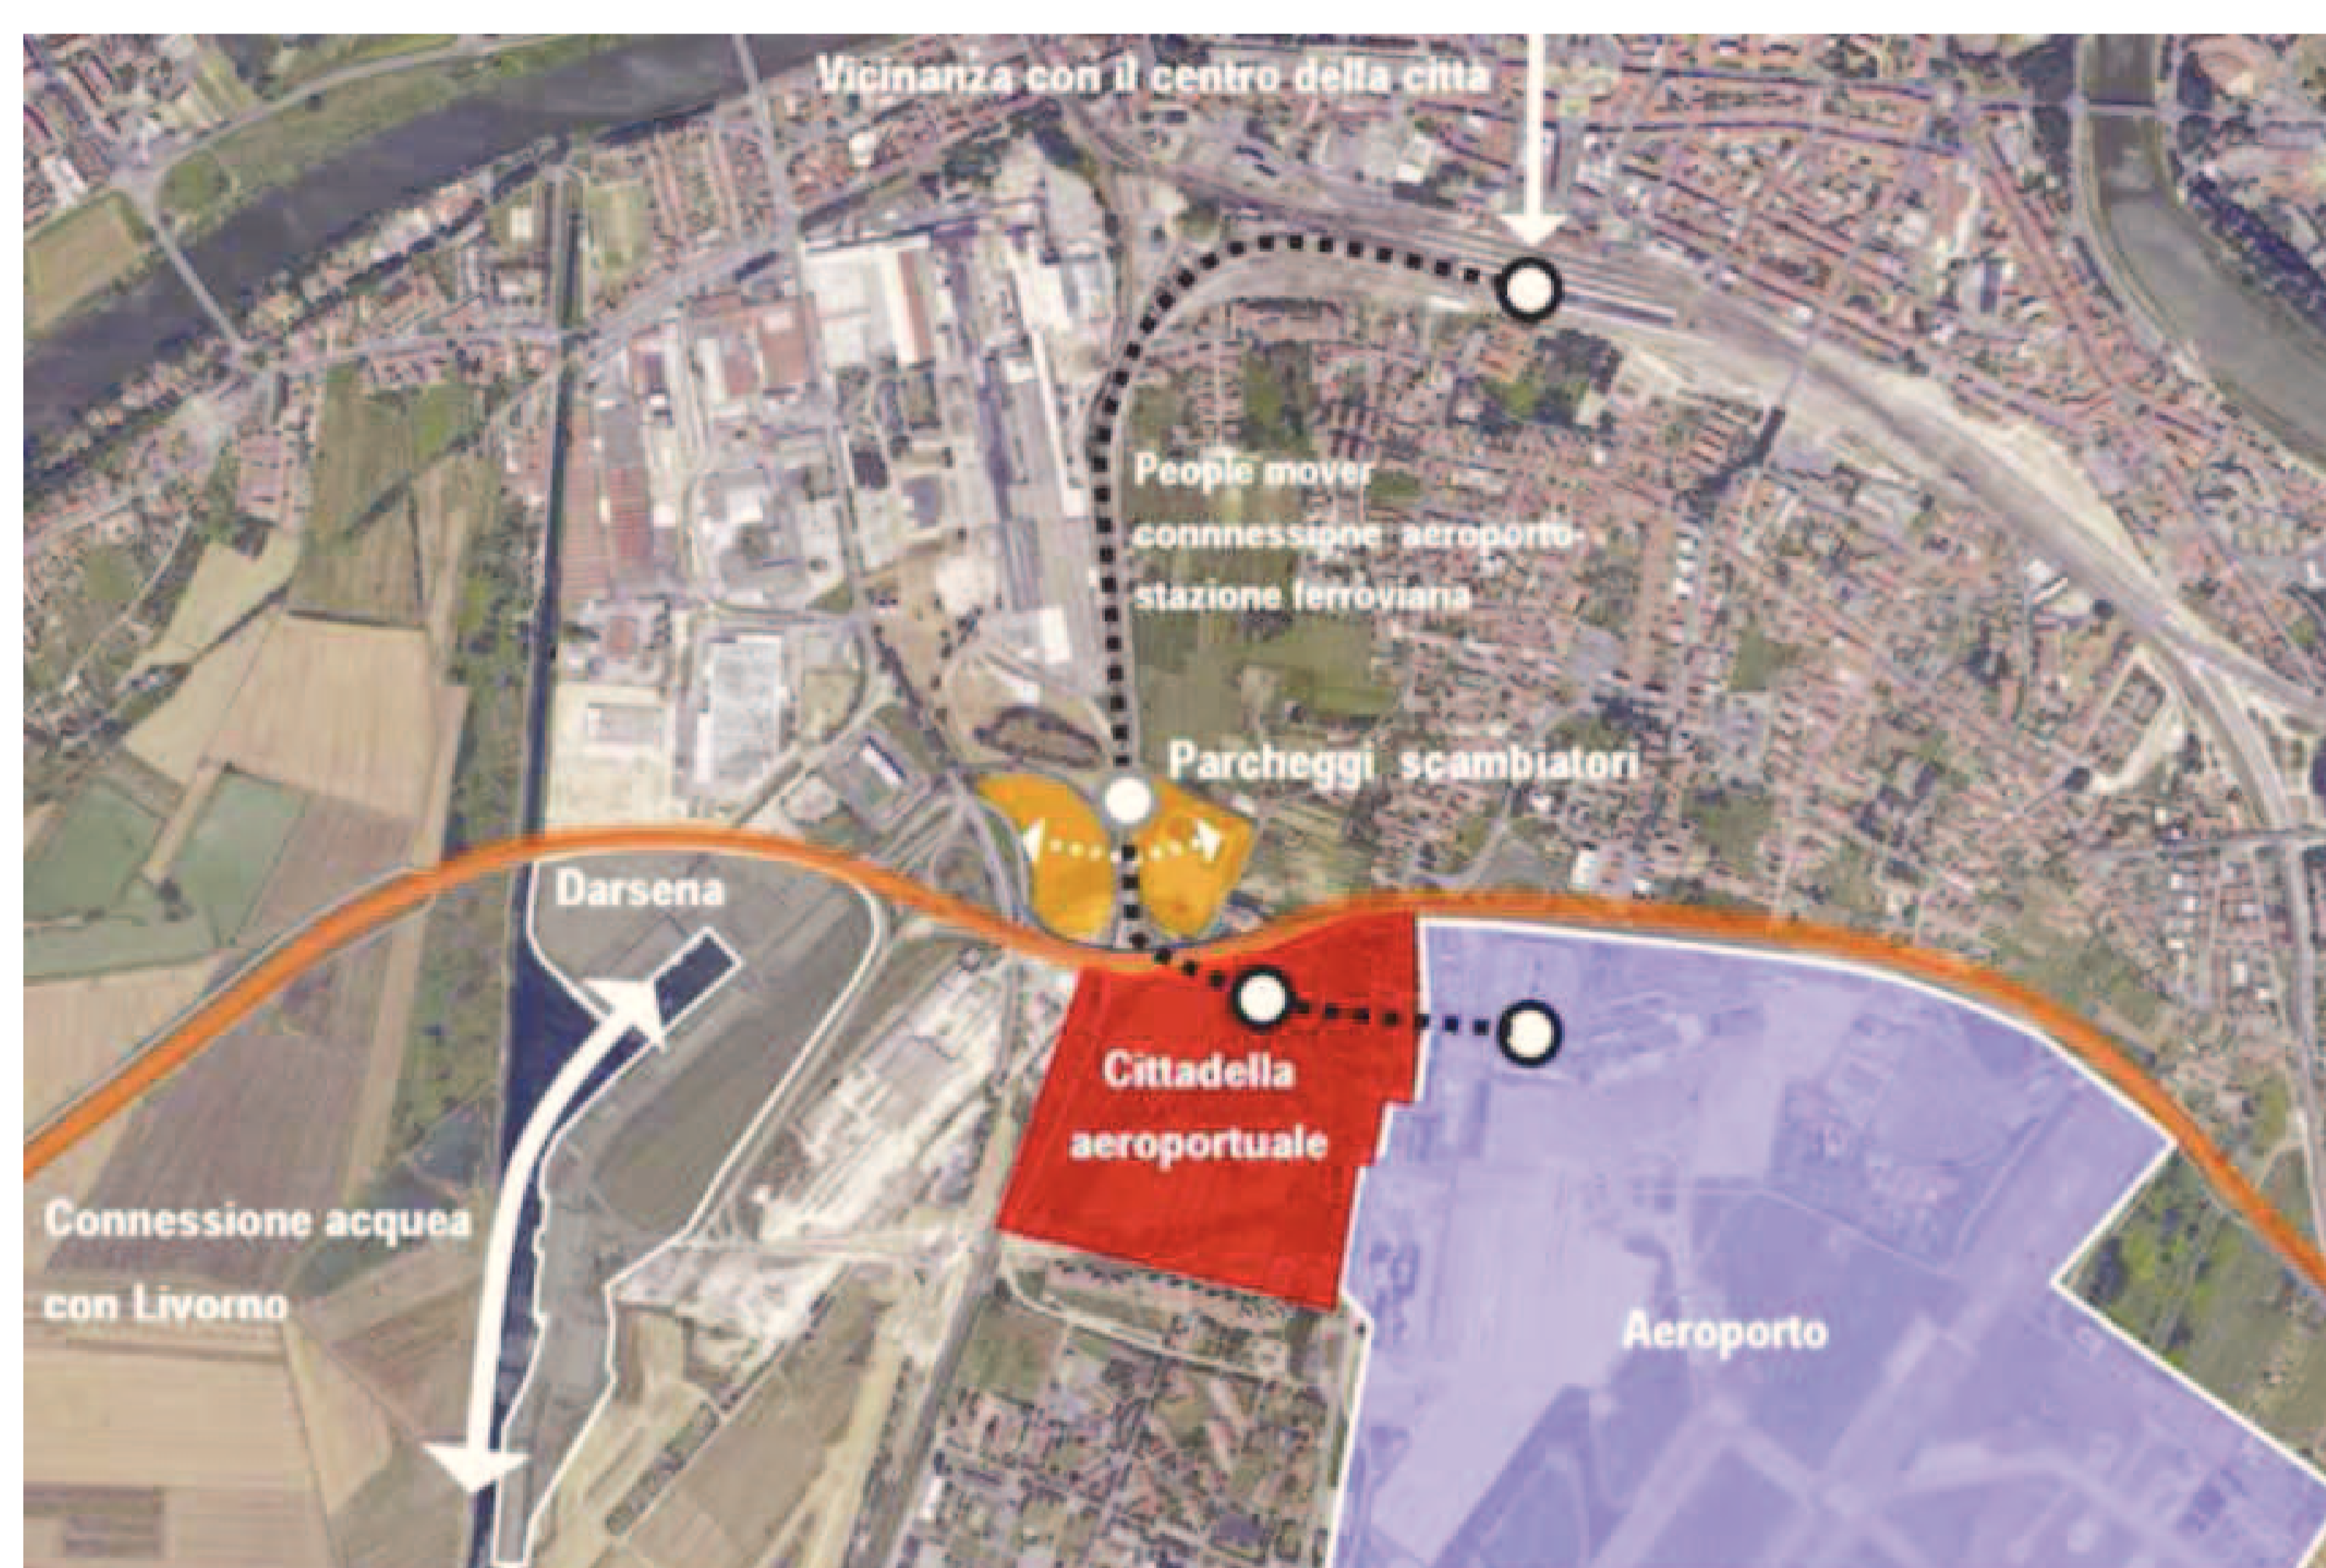 Vicinanza con il centro della citta
People mover
connnessione aeroporto-
stazione ferroviaria
Parcheggi scambiatori
Darsena
Cittadella
aeroportuale
Connessione acquea
con Livorno
Aeroporto